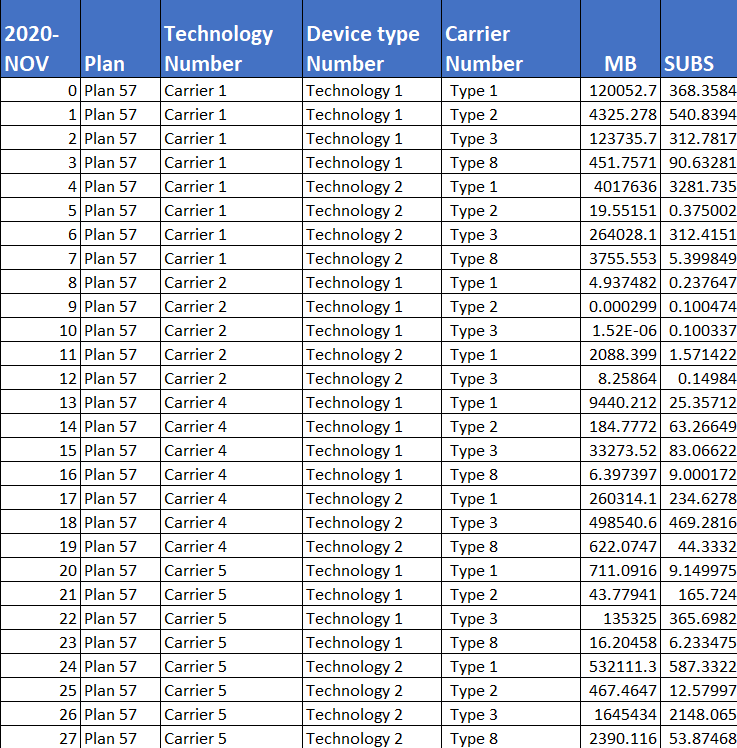 2020-NOV Plan Technology Number Device type Number Carrier Number MB SUBS
0 Plan 57 Carrier 1 Technology 1 Type 1 120052.7 368.3584
1 Plan 57 Carrier 1 Technology 1 Type 2 4325.278 540.8394
2 Plan 57 Carrier 1 Technology 1 Type 3 123735.7 312.7817
3 Plan 57 Carrier 1 Technology 1 Type 8 451.7571 90.63281
4 Plan 57 Carrier 1 Technology 2 Type 1 4017636 3281.735
5 Plan 57 Carrier 1 Technology 2 Type 2 19.55151 0.375002
6 Plan 57 Carrier 1 Technology 2 Type 3 264028.1 312.4151
7 Plan 57 Carrier 1 Technology 2 Type 8 3755.553 5.399849
8 Plan 57 Carrier 2 Technology 1 Type 1 4.937482 0.237647
9 Plan 57 Carrier 2 Technology 1 Type 2 0.000299 0.100474
10 Plan 57 Carrier 2 Technology 1 Type 3 1.52E-06 0.100337
11 Plan 57 Carrier 2 Technology 2 Type 1 2088.399 1.571422
12 Plan 57 Carrier 2 Technology 2 Type 3 8.25864 0.14984
13 Plan 57 Carrier 4 Technology 1 Type 1 9440.212 25.35712
14 Plan 57 Carrier 4 Technology 1 Type 2 184.7772 63.26649
15 Plan 57 Carrier 4 Technology 1 Type 3 33273.52 83.06622
16 Plan 57 Carrier 4 Technology 1 Type 8 6.397397 9.000172
17 Plan 57 Carrier 4 Technology 2 Type 1 260314.1 234.6278
18 Plan 57 Carrier 4 Technology 2 Type 3 498540.6 469.2816
19 Plan 57 Carrier 4 Technology 2 Type 8 622.0747 44.3332
20 Plan 57 Carrier 5 Technology 1 Type 1 711.0916 9.149975
21 Plan 57 Carrier 5 Technology 1 Type 2 43.77941 165.724
22 Plan 57 Carrier 5 Technology 1 Type 3 135325 365.6982
23 Plan 57 Carrier 5 Technology 1 Type 8 16.20458 6.233475
24 Plan 57 Carrier 5 Technology 2 Type 1 532111.3 587.3322
25 Plan 57 Carrier 5 Technology 2 Type 2 467.4647 12.57997
26 Plan 57 Carrier 5 Technology 2 Type 3 1645434 2148.065
27 Plan 57 Carrier 5 Technology 2 Type 8 2390.116 53.87468